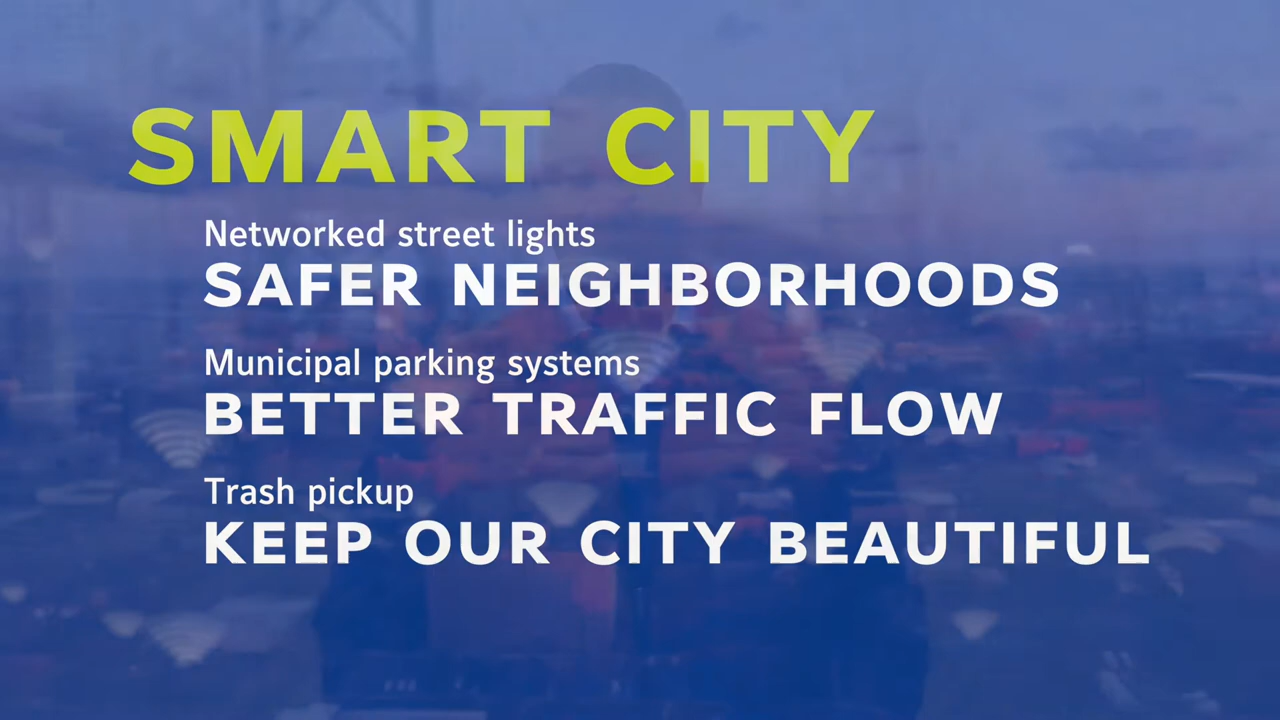 SMART CITY
Networked street lights
SAFER NEIGHBORHOODS
Municipal parking systems
BETTER TRAFFIC FLOW
Trash pickup
KEEP OUR CITY BEAUTIFUL